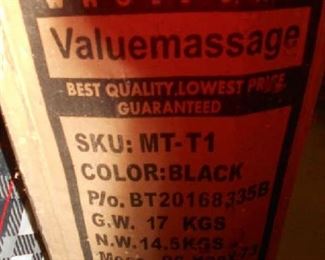 Valuemassage
BEST QUALITY.LOWEST PRICE
GUARANTEED
SKU: MT-T1
COLOR:BLACK
P/o. BT20168335B
G.W. 17 KGS
N.W.14.5KGS